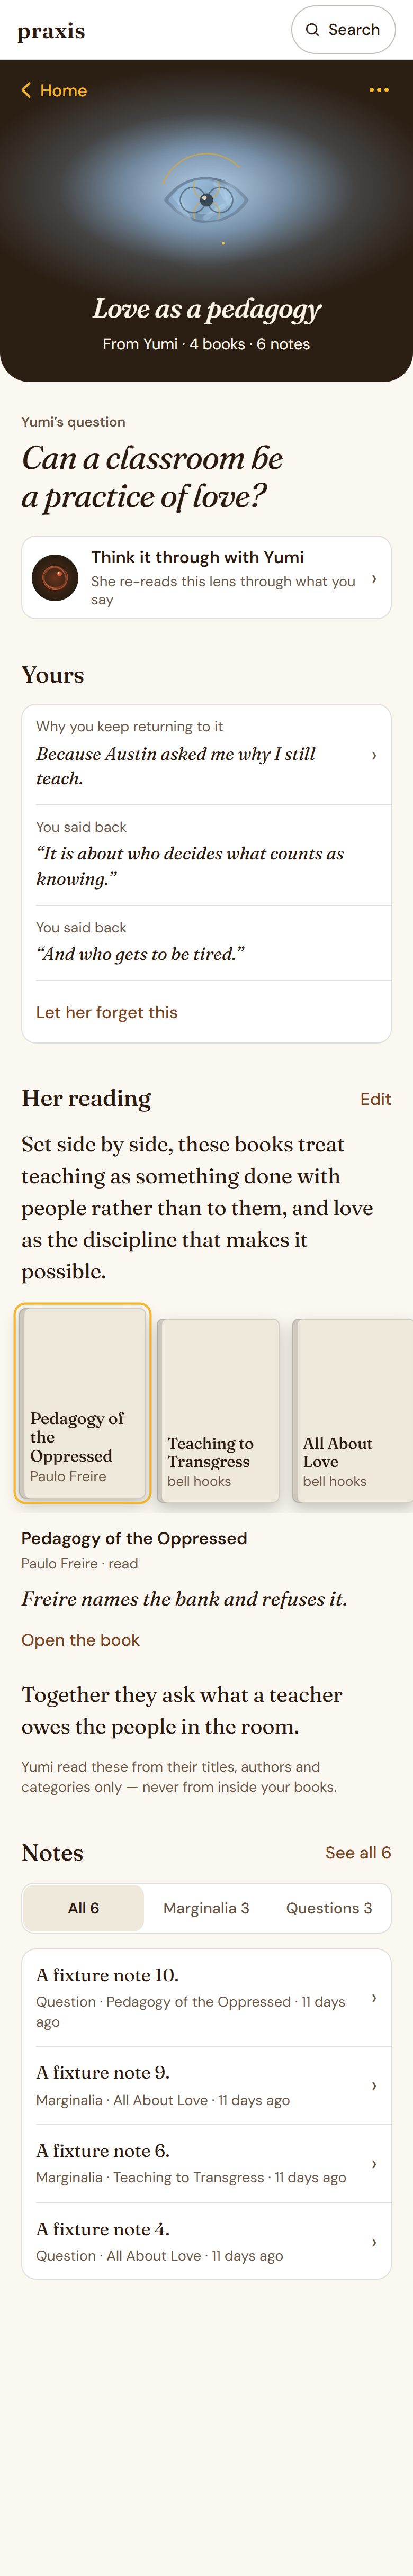 praxis
Search
Home
Love as a pedagogy
From Yumi · 4 books · 6 notes
Yumi’s question
Can a classroom be
a practice of love?
Think it through with Yumi
She re-reads this lens through what you
say
Yours
Why you keep returning to it
Because Austin asked me why I still
teach.
You said back
“It is about who decides what counts as
knowing.”
You said back
“And who gets to be tired.”
Let her forget this
Her reading
Edit
Set side by side, these books treat
teaching as something done with
people rather than to them, and love
as the discipline that makes it
possible.
Pedagogy of
the
Oppressed
Paulo Freire
Teaching to
Transgress
bell hooks
All About
Love
bell hooks
Pedagogy of the Oppressed
Paulo Freire · read
Freire names the bank and refuses it.
Open the book
Together they ask what a teacher
owes the people in the room.
Yumi read these from their titles, authors and
categories only — never from inside your books.
Notes
See all 6
All 6
Marginalia 3
Questions 3
A fixture note 10.
Question · Pedagogy of the Oppressed · 11 days
ago
A fixture note 9.
Marginalia · All About Love · 11 days ago
A fixture note 6.
Marginalia · Teaching to Transgress · 11 days ago
A fixture note 4.
Question · All About Love · 11 days ago